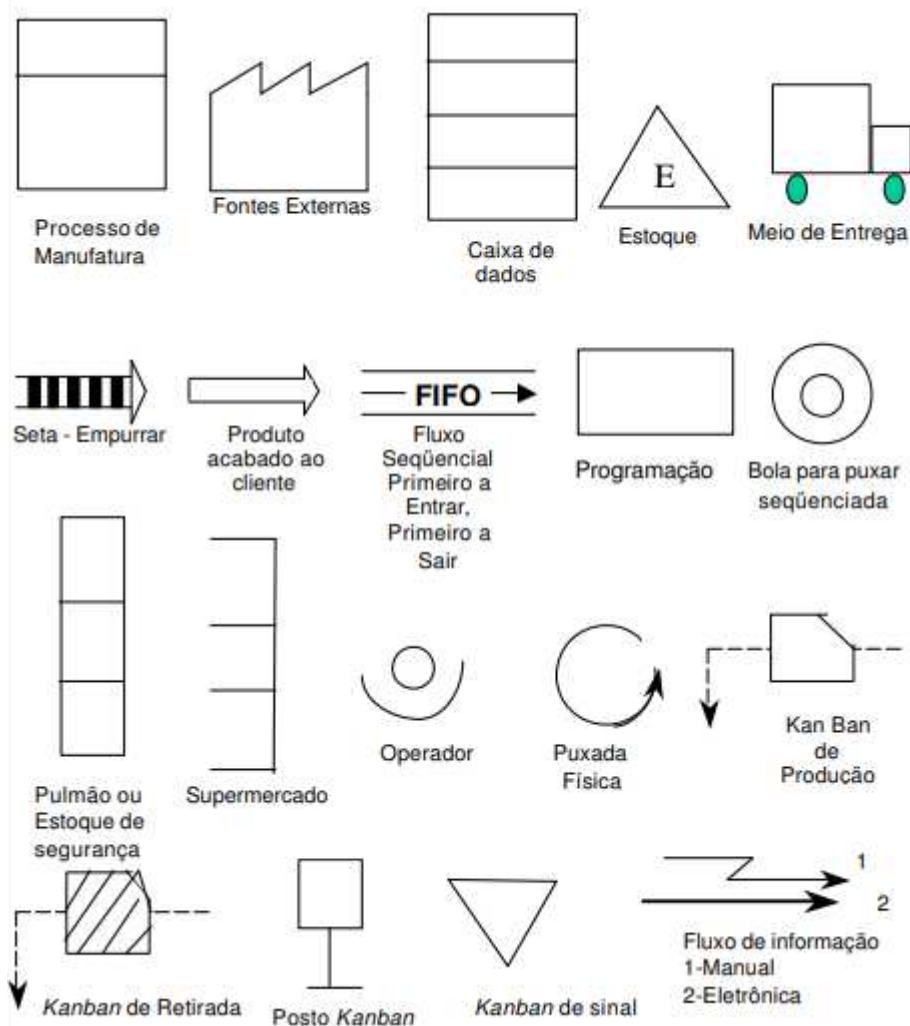 Processo de
Manufatura
Fontes Externas
Caixa de
dados
E
Estoque
Meio de Entrega
Seta - Empurrar
Produto
acabado ao
cliente
FIFO
Fluxo
Seqüencial
Primeiro a
Entrar,
Primeiro a
Sair
Programação
Bola para puxar
seqüenciada
Pulmão ou
Estoque de
segurança
Supermercado
Operador
Puxada
Física
Kan Ban
de
Produção
Kanban de Retirada
Posto Kanban
Kanban de sinal
1
2
Fluxo de informação
1-Manual
2-Eletrônica